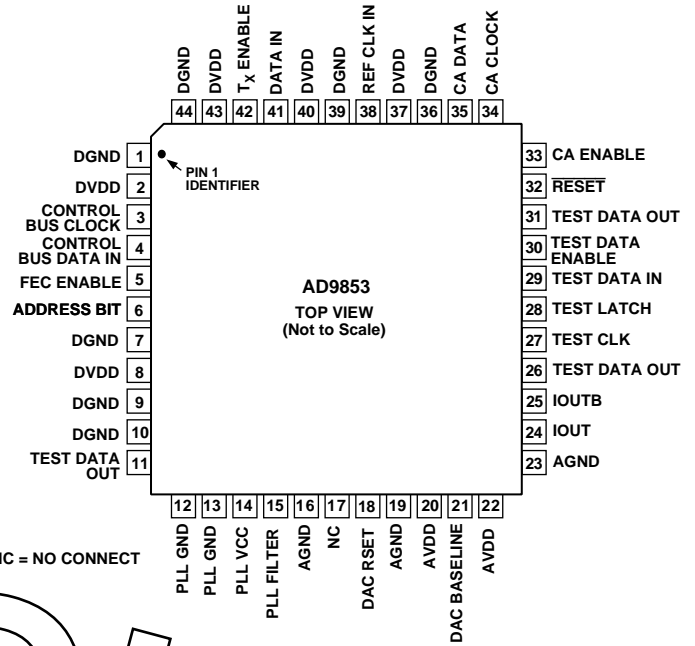 DGND
DVDD
Tx ENABLE
DATA IN
DVDD
DGND
REF CLK IN
DVDD
DGND
CA DATA
CA CLOCK
44 43 42 41 40 39 38 37 36 35 34
DGND 1
DVDD 2
CONTROL
BUS CLOCK 3
CONTROL
BUS DATA IN 4
FEC ENABLE 5
ADDRESS BIT 6
DGND 7
DVDD 8
DGND 9
DGND 10
TEST DATA
OUT 11
PIN 1
IDENTIFIER
AD9853
TOP VIEW
(Not to Scale)
33 CA ENABLE
32 RESET
31 TEST DATA OUT
30 TEST DATA
ENABLE
29 TEST DATA IN
28 TEST LATCH
27 TEST CLK
26 TEST DATA OUT
25 IOUTB
24 IOUT
23 AGND
12 13 14 15 16 17 18 19 20 21 22
PLL GND
PLL GND
PLL VCC
PLL FILTER
AGND
NC
DAC RSET
AGND
AVDD
DAC BASELINE
AVDD
NC = NO CONNECT